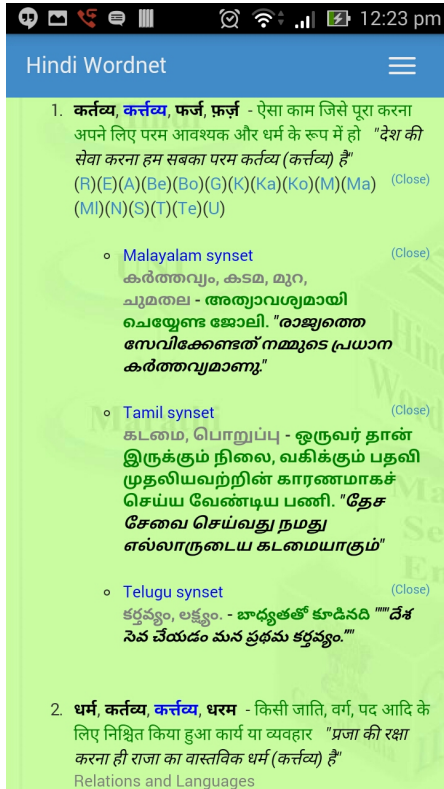 12:23 pm
Hindi Wordnet
1. कर्तव्य, कर्त्तव्य, फर्ज, फ़र्ज़ - ऐसा काम जिसे पूरा करना
अपने लिए परम आवश्यक और धर्म के रूप में हो "देश की
सेवा करना हम सबका परम कर्तव्य (कर्त्तव्य) है"
(R)(E)(A)(Be)(Bo)(G)(K)(Ka)(Ko)(M)(Ma) (Close)
(Ml)(N)(S)(T)(Te)(U)
Malayalam synset (Close)
കർത്തവ്യം, കടമ, മുറ,
ചുമതല - അത്യാവശ്യമായി
ചെയ്യേണ്ട ജോലി. "രാജ്യത്തെ
സേവിക്കേണ്ടത് നമ്മുടെ പ്രധാന
കർത്തവ്യമാണു."
Tamil synset (Close)
கடமை, பொறுப்பு - ஒருவர் தான்
இருக்கும் நிலை, வகிக்கும் பதவி
முதலியவற்றின் காரணமாகச்
செய்ய வேண்டிய பணி. "தேச
சேவை செய்வது நமது
எல்லாருடைய கடமையாகும்"
Telugu synset (Close)
కర్తవ్యం, లక్ష్యం. - బాధ్యతతో కూడినది """దేశ
సెవ చేయడం మన ప్రథమ కర్తవ్యం.""
2. धर्म, कर्तव्य, कर्त्तव्य, धरम - किसी जाति, वर्ग, पद आदि के
लिए निश्चित किया हुआ कार्य या व्यवहार "प्रजा की रक्षा
करना ही राजा का वास्तविक धर्म (कर्त्तव्य) है"
Relations and Languages